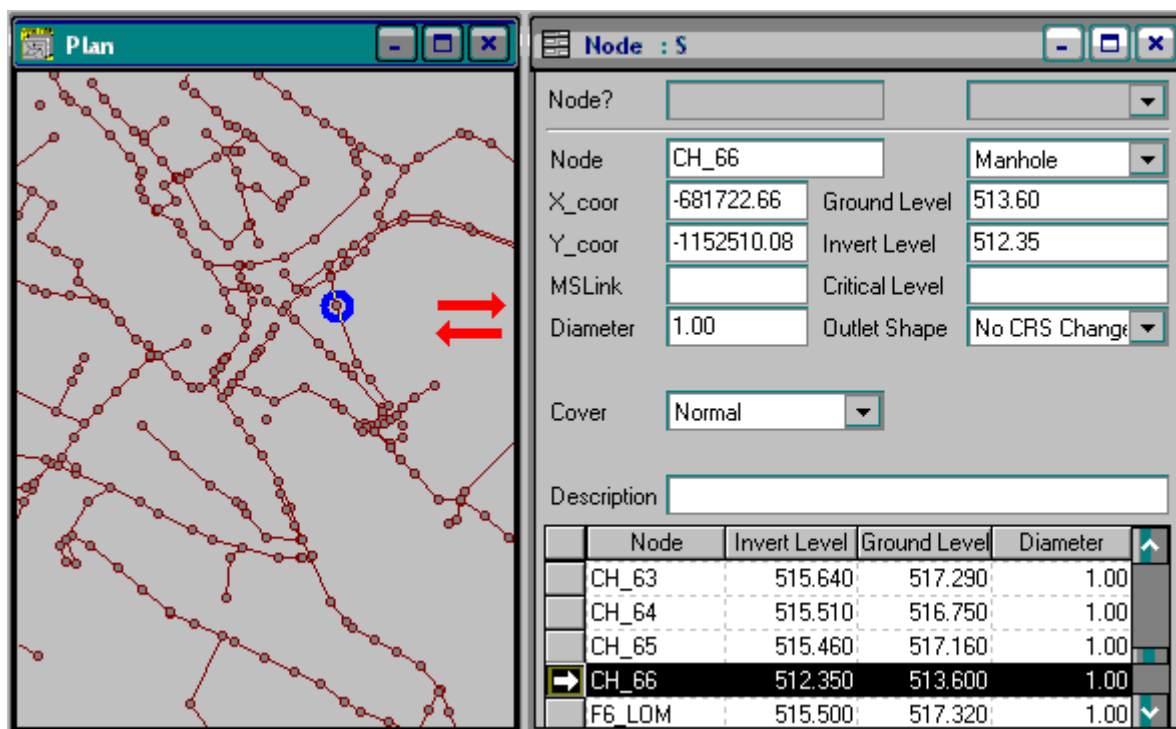 Plan
Node : S
Node?
Node CH_66 Manhole
X_coor -681722.66 Ground Level 513.60
Y_coor -1152510.08 Invert Level 512.35
MSLink Critical Level
Diameter 1.00 Outlet Shape No CRS Change
Cover Normal
Description
Node Invert Level Ground Level Diameter
CH_63 515.640 517.290 1.00
CH_64 515.510 516.750 1.00
CH_65 515.460 517.160 1.00
CH_66 512.350 513.600 1.00
F6_LOM 515.500 517.320 1.00